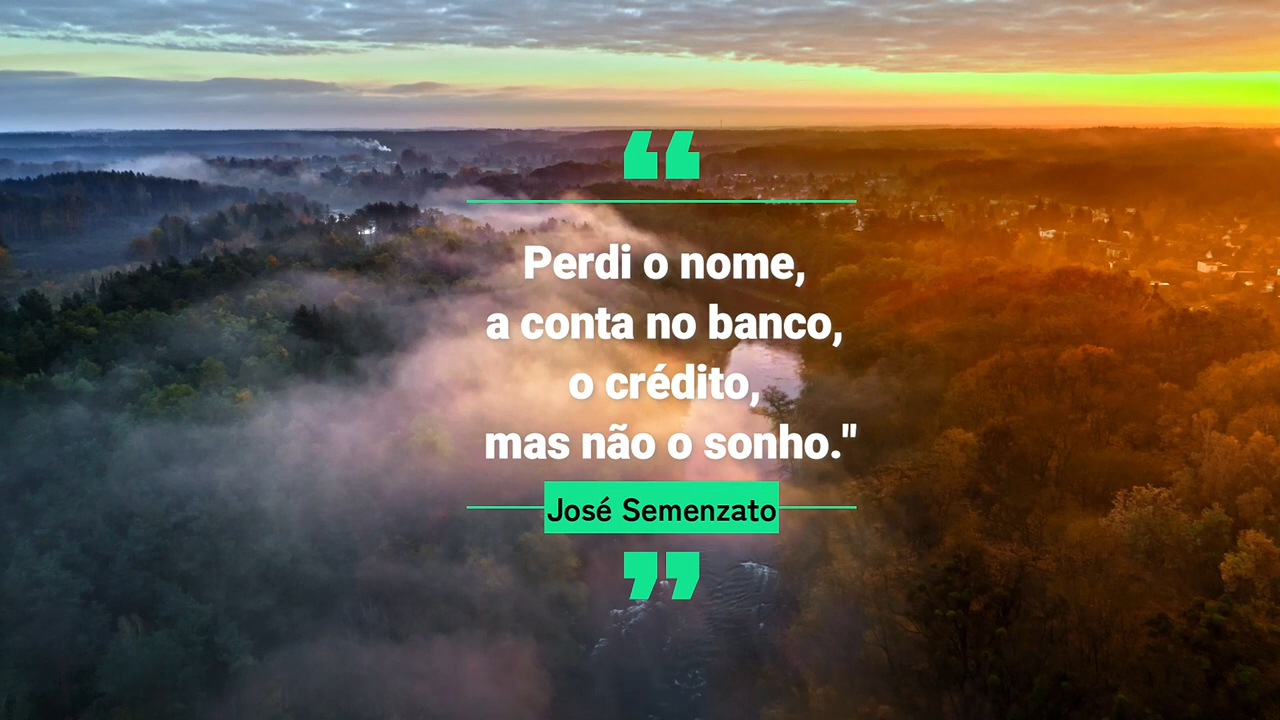 “
Perdi o nome,
a conta no banco,
o crédito,
mas não o sonho."
José Semenzato
”